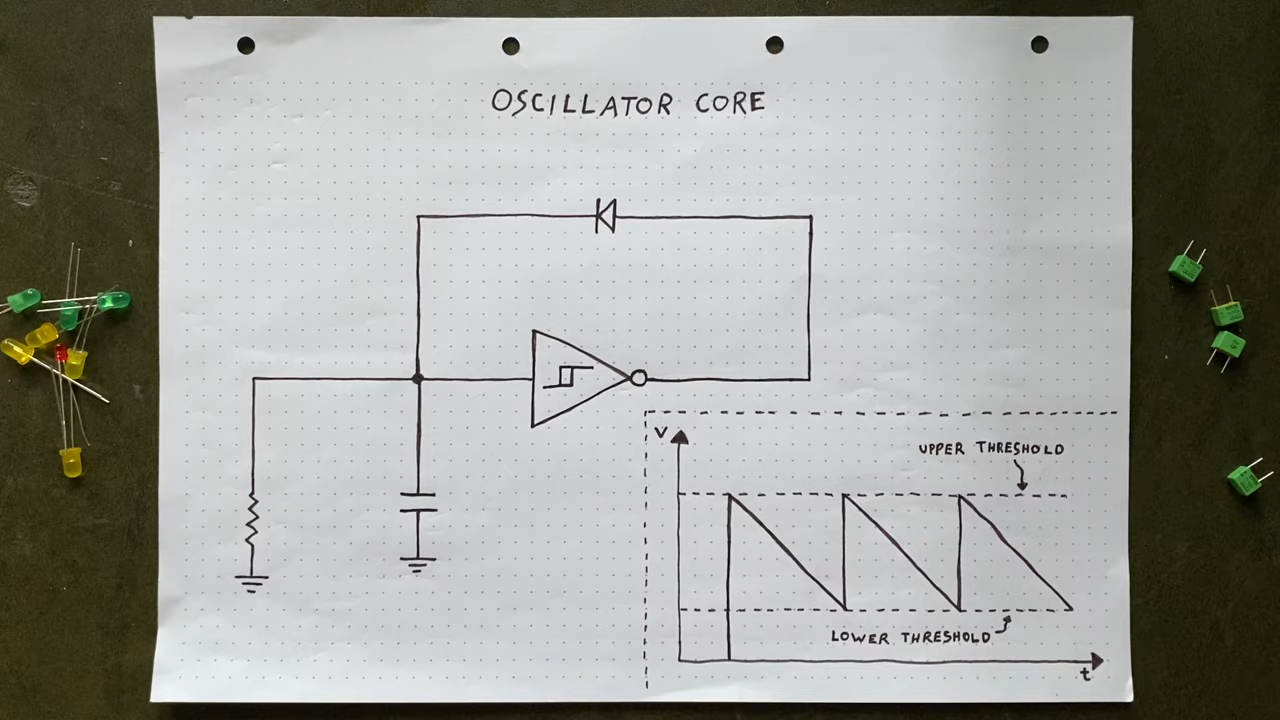 OSCILLATOR CORE
V
UPPER THRESHOLD
LOWER THRESHOLD
t